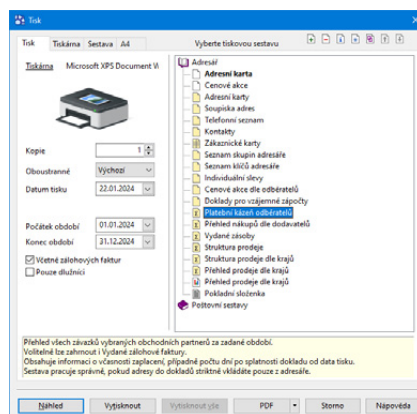 Tisk
Tisk Tiskárna Sestava A4
Vyberte tiskovou sestavu
Tiskárna Microsoft XPS Document W
Kopie 1
Oboustranné Výchozí
Datum tisku 22.01.2024
Počátek období 01.01.2024
Konec období 31.12.2024
Včetně zálohových faktur
Pouze dlužníci
Adresář
Adresní karta
Cenové akce
Adresní karty
Soupiska adres
Telefonní seznam
Kontakty
Zákaznické karty
Seznam skupin adresáře
Seznam klíčů adresáře
Individuální slevy
Cenové akce dle odběratelů
Doklady pro vzájemné zápočty
Platební kázeň odběratelů
Přehled nákupů dle dodavatelů
Vydané zásoby
Struktura prodeje
Struktura prodeje dle krajů
Přehled prodeje dle krajů
Přehled prodeje dle krajů
Pokladní složenka
Poštovní sestavy
Přehled všech závazků vybraných obchodních partnerů za zadané období.
Volitelně lze zahrnout i Vydané zálohové faktury.
Obsahuje informaci o včasnosti zaplacení, případně počtu dní po splatnosti dokladu od data tisku.
Sestava pracuje správně, pokud adresy do dokladů striktně vkládáte pouze z adresáře.
Náhled Vytisknout Vytisknout vše PDF Storno Nápověda